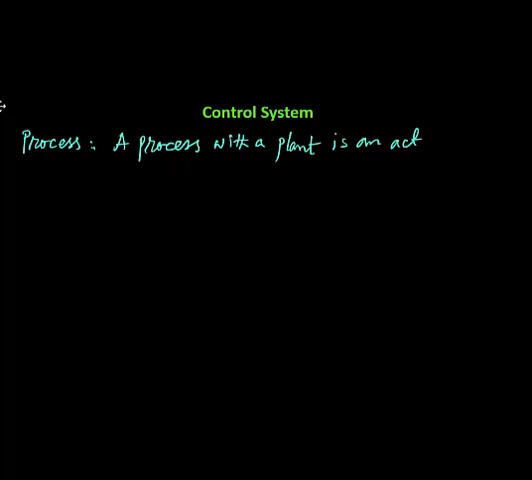 Control System
Process: A process with a plant is an act